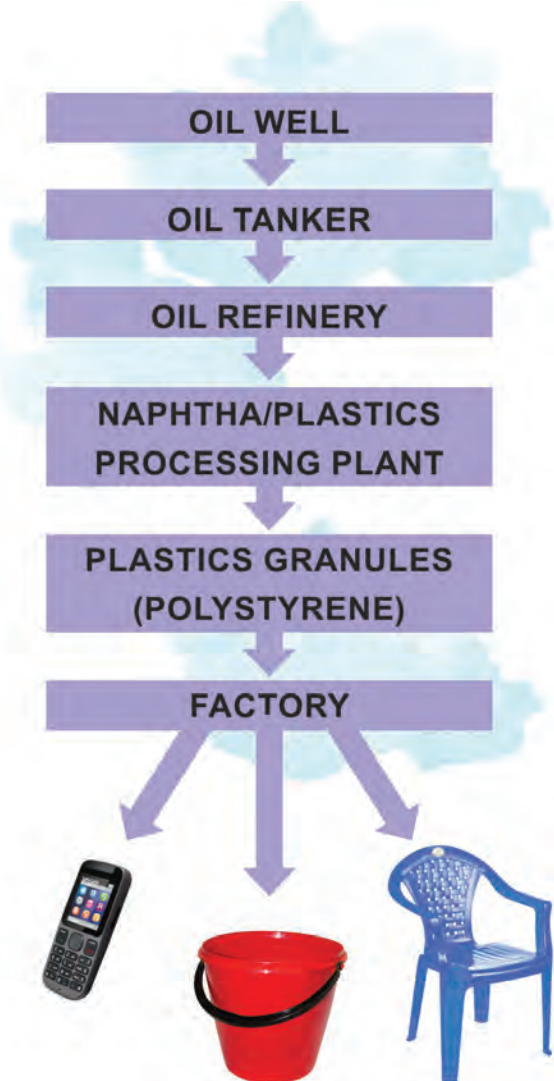 OIL WELL
OIL TANKER
OIL REFINERY
NAPHTHA/PLASTICS
PROCESSING PLANT
PLASTICS GRANULES
(POLYSTYRENE)
FACTORY